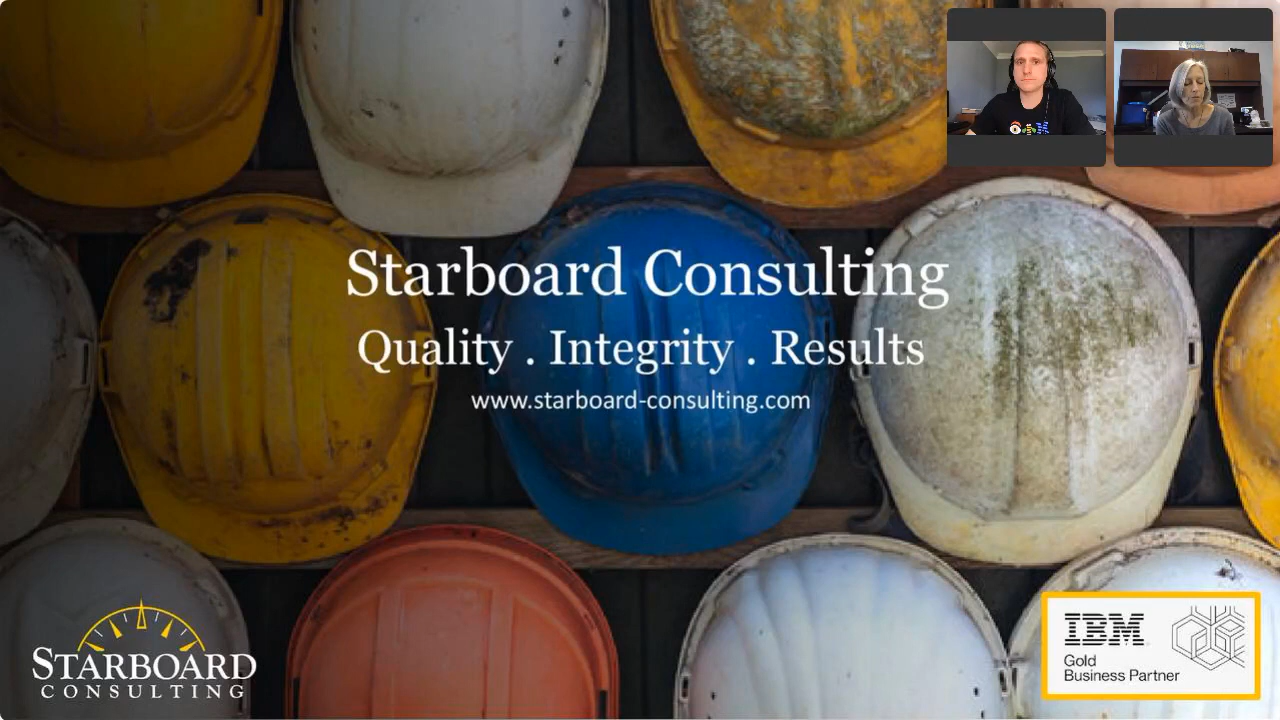 Starboard Consulting
Quality . Integrity . Results
www.starboard-consulting.com
STARBOARD
CONSULTING
IBM
Gold
Business Partner